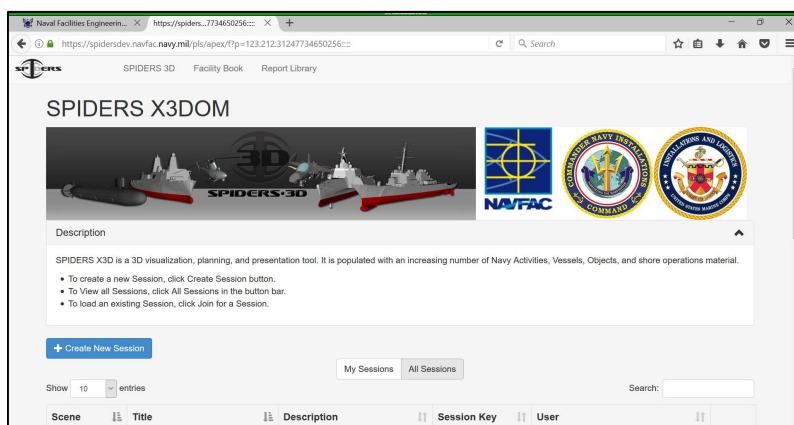 Naval Facilities Engineerin...
https://spiders...7734650256::::
https://spidersdev.navfac.navy.mil/pls/apex/f?p=123:212:31247734650256:::::
Search
SPIDERS
SPIDERS 3D
Facility Book
Report Library
SPIDERS X3DOM
3D
SPIDERS:3D
NAVFAC
COMMANDER NAVY INSTALLATIONS COMMAND
INSTALLATIONS AND LOGISTICS
UNITED STATES MARINE CORPS
Description
SPIDERS X3D is a 3D visualization, planning, and presentation tool. It is populated with an increasing number of Navy Activities, Vessels, Objects, and shore operations material.
• To create a new Session, click Create Session button.
• To View all Sessions, click All Sessions in the button bar.
• To load an existing Session, click Join for a Session.
+ Create New Session
My Sessions
All Sessions
Show 10 entries
Search:
Scene Title Description Session Key User